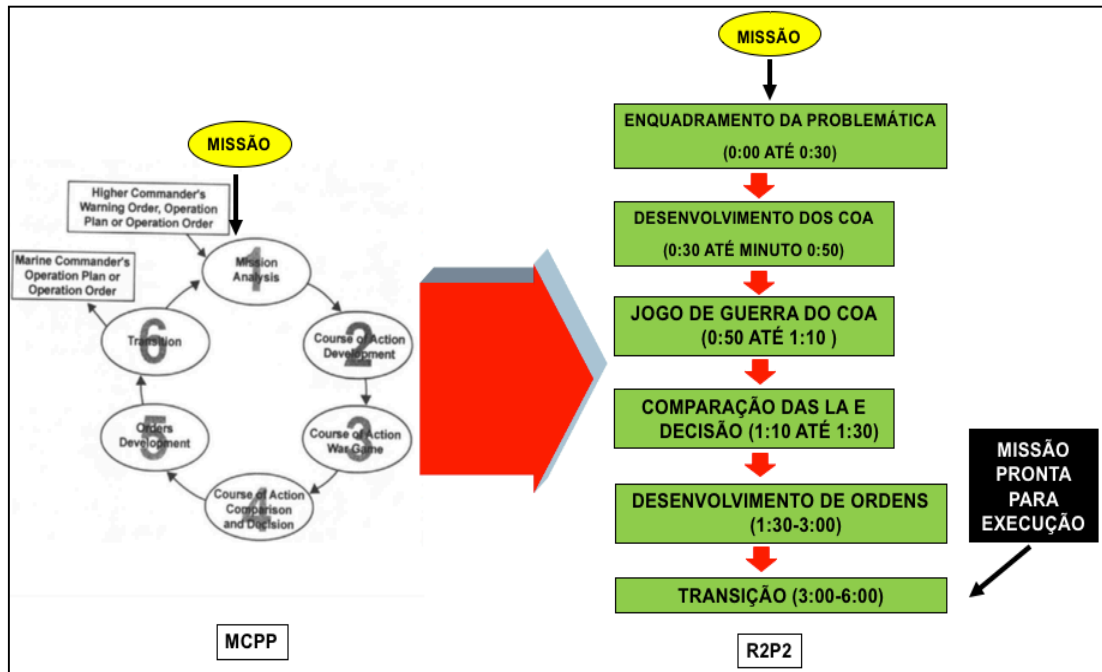 MISSÃO
Higher Commander's
Warning Order, Operation
Plan or Operation Order
Marine Commander's
Operation Plan or
Operation Order
1
Mission
Analysis
2
Course of Action
Development
3
Course of Action
War Game
4
Course of Action
Comparison
and Decision
5
Orders
Development
6
Transition
MCPP
MISSÃO
ENQUADRAMENTO DA PROBLEMÁTICA
(0:00 ATÉ 0:30)
DESENVOLVIMENTO DOS COA
(0:30 ATÉ MINUTO 0:50)
JOGO DE GUERRA DO COA
(0:50 ATÉ 1:10 )
COMPARAÇÃO DAS LA E
DECISÃO (1:10 ATÉ 1:30)
DESENVOLVIMENTO DE ORDENS
(1:30-3:00)
TRANSIÇÃO (3:00-6:00)
MISSÃO
PRONTA
PARA
EXECUÇÃO
R2P2